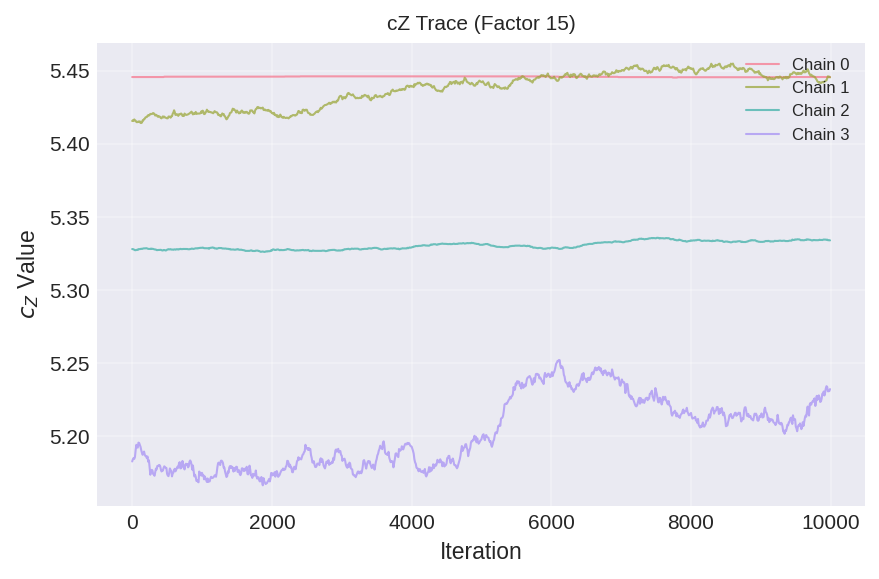 cZ Trace (Factor 15)
cZ Value
5.45
5.40
5.35
5.30
5.25
5.20
Chain 0
Chain 1
Chain 2
Chain 3
0 2000 4000 6000 8000 10000
Iteration